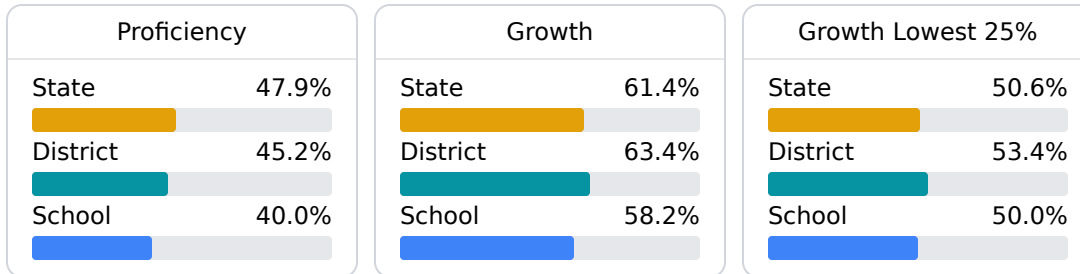 Proficiency
State 47.9%
District 45.2%
School 40.0%
Growth
State 61.4%
District 63.4%
School 58.2%
Growth Lowest 25%
State 50.6%
District 53.4%
School 50.0%